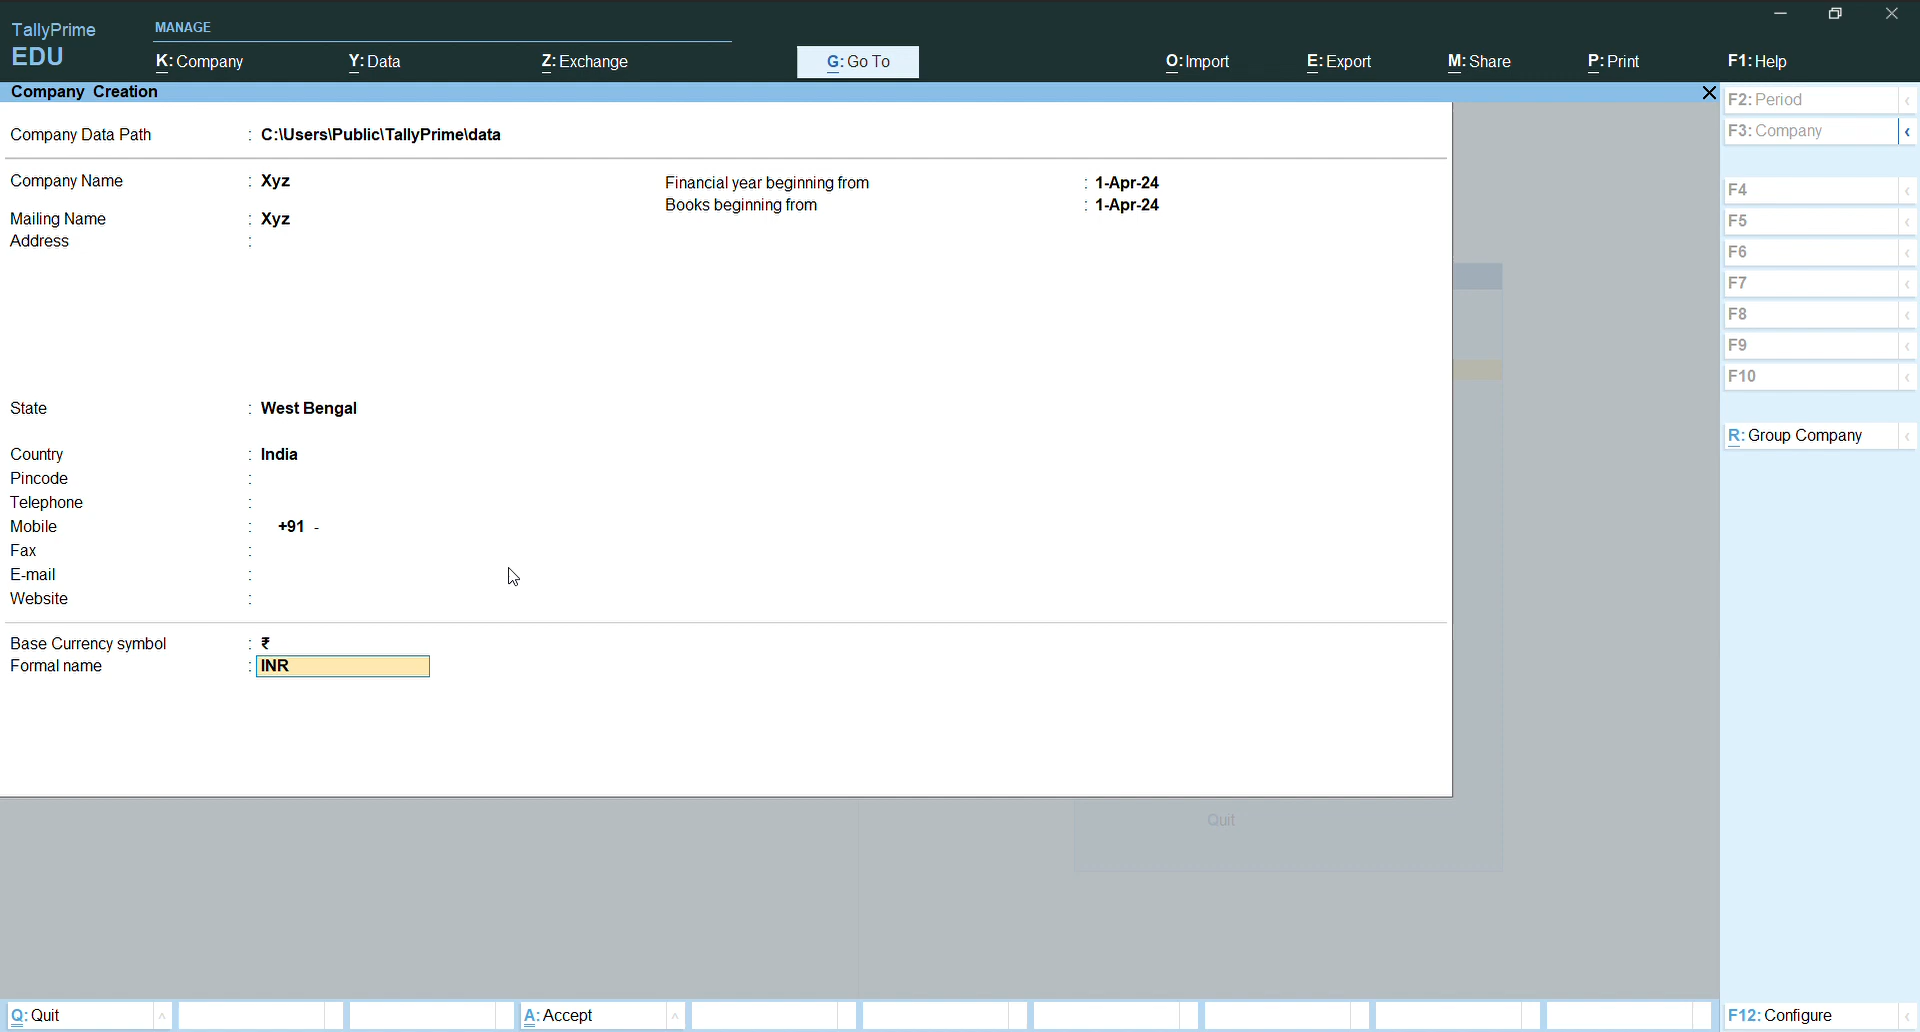 TallyPrime
EDU
MANAGE
K: Company
Y: Data
Z: Exchange
G: Go To
O: Import
E: Export
M: Share
P: Print
F1: Help
Company Creation
Company Data Path : C:\Users\Public\TallyPrime\data
Company Name : Xyz
Financial year beginning from : 1-Apr-24
Books beginning from : 1-Apr-24
Mailing Name : Xyz
Address :
State : West Bengal
Country : India
Pincode :
Telephone :
Mobile : +91 -
Fax :
E-mail :
Website :
Base Currency symbol : ₹
Formal name : INR
Quit
F2: Period
F3: Company
F4
F5
F6
F7
F8
F9
F10
R: Group Company
Q: Quit
A: Accept
F12: Configure